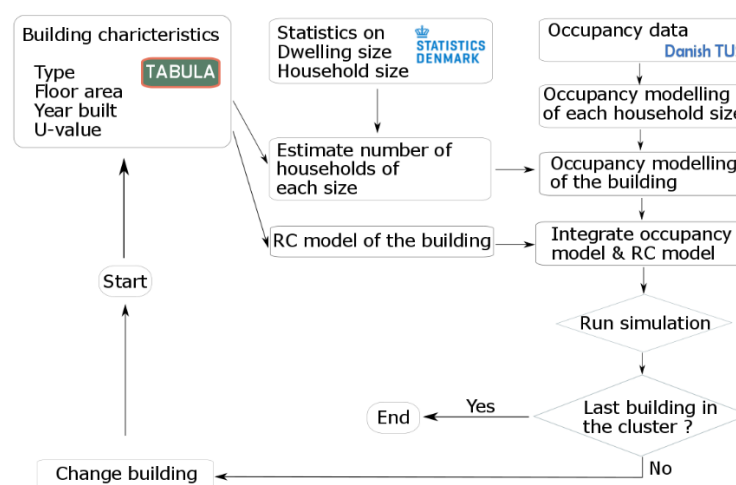 Building charicteristics
TABULA
Type
Floor area
Year built
U-value
Statistics on
Dwelling size
Household size
STATISTICS
DENMARK
Occupancy data
Danish TU
Occupancy modelling
of each household size
Estimate number of
households of
each size
Occupancy modelling
of the building
RC model of the building
Integrate occupancy
model & RC model
Start
Run simulation
Last building in
the cluster ?
Yes
End
No
Change building